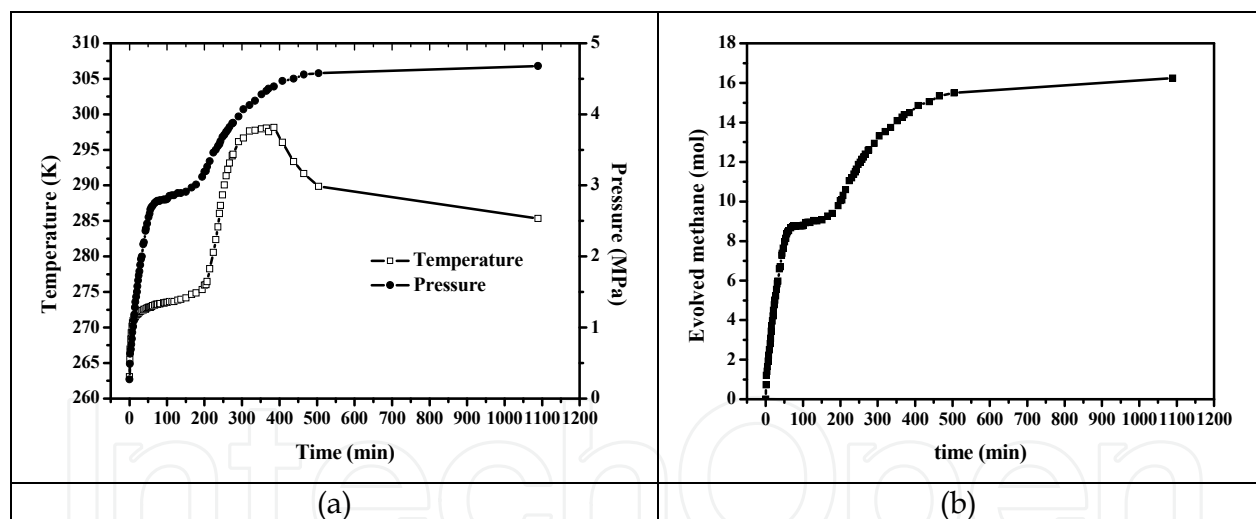 310
305
300
295
290
285
280
275
270
265
260
Temperature (K)
5
4
3
2
1
0
Pressure (MPa)
Temperature
Pressure
0 100 200 300 400 500 600 700 800 900 1000 1100 1200
Time (min)
18
16
14
12
10
8
6
4
2
0
Evolved methane (mol)
0 100 200 300 400 500 600 700 800 900 1000 1100 1200
time (min)
IntechOpen
(a)
(b)